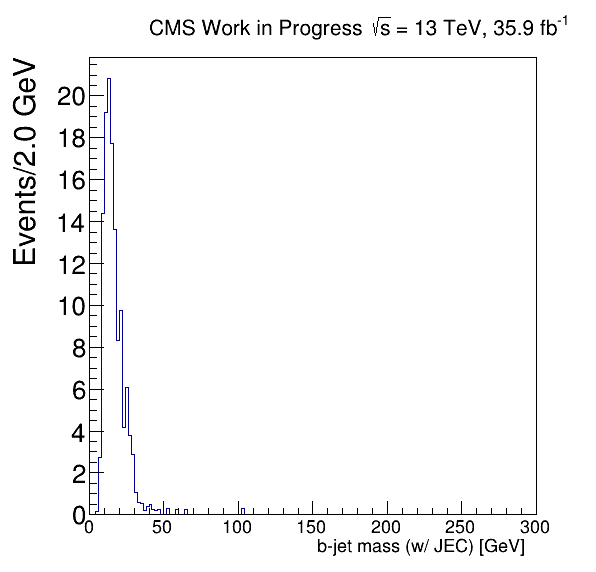 CMS Work in Progress √s = 13 TeV, 35.9 fb⁻¹
Events/2.0 GeV
20
18
16
14
12
10
8
6
4
2
0
0 50 100 150 200 250 300
b-jet mass (w/ JEC) [GeV]